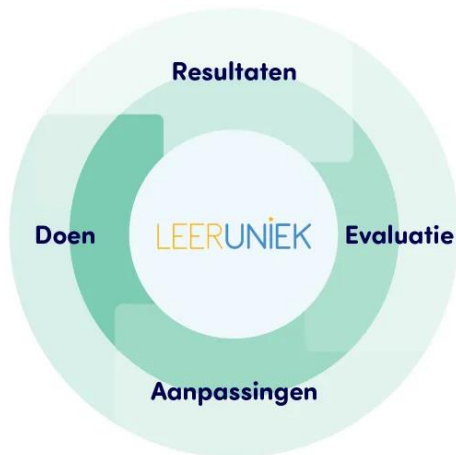 Resultaten
Doen
LEERUNIEK
Evaluatie
Aanpassingen